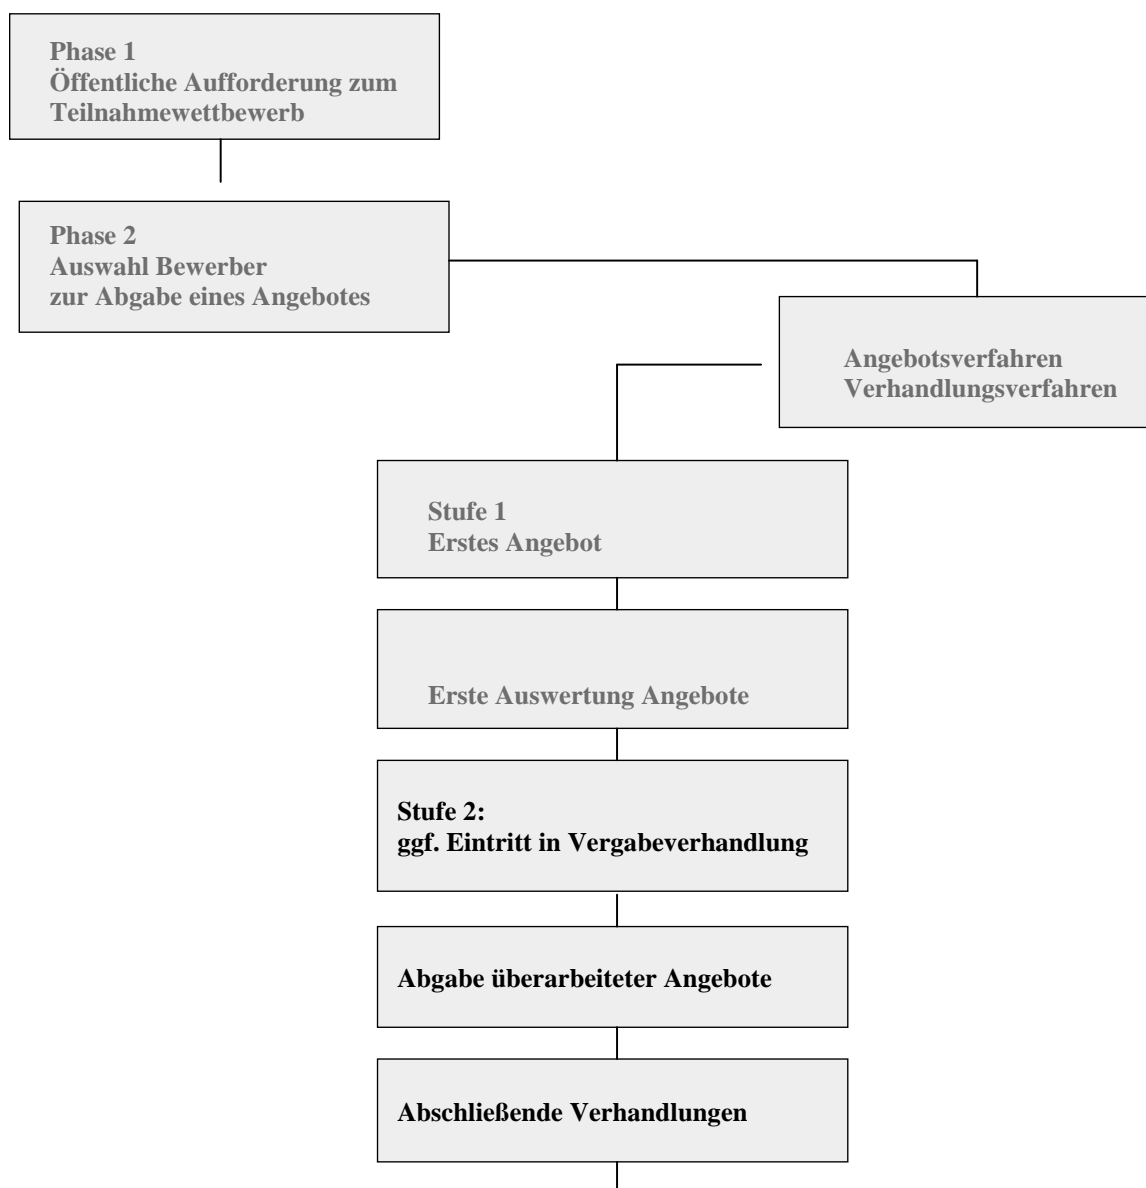 Phase 1
Öffentliche Aufforderung zum
Teilnahmewettbewerb
Phase 2
Auswahl Bewerber
zur Abgabe eines Angebotes
Angebotsverfahren
Verhandlungsverfahren
Stufe 1
Erstes Angebot
Erste Auswertung Angebote
Stufe 2:
ggf. Eintritt in Vergabeverhandlung
Abgabe überarbeiteter Angebote
Abschließende Verhandlungen